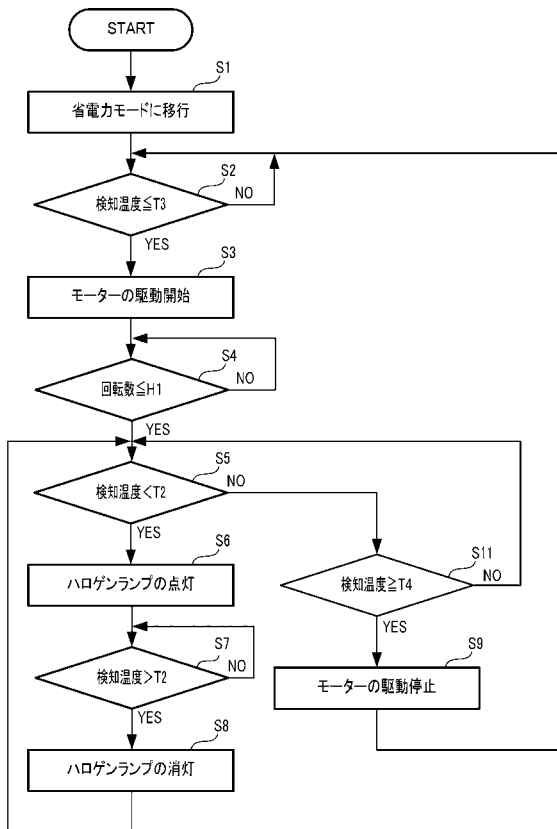 START
S1
省電力モードに移行
S2
検知温度≦T3
NO
YES
S3
モーターの駆動開始
S4
回転数≦H1
NO
YES
S5
検知温度<T2
NO
YES
S6
ハロゲンランプの点灯
S11
検知温度≧T4
NO
YES
S7
検知温度>T2
NO
YES
S9
モーターの駆動停止
S8
ハロゲンランプの消灯